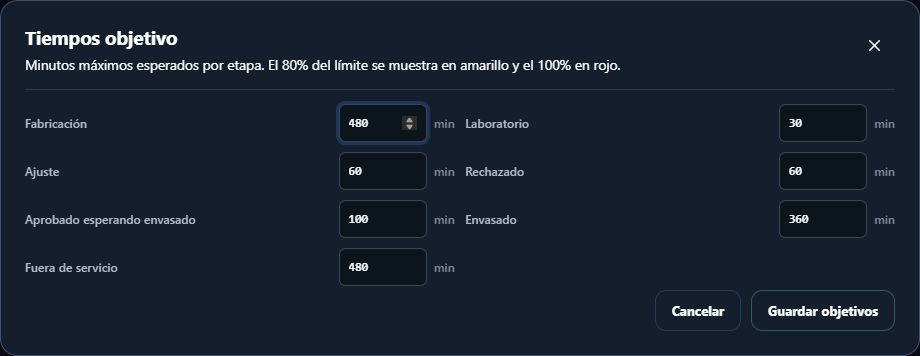 Tiempos objetivo
Minutos máximos esperados por etapa. El 80% del límite se muestra en amarillo y el 100% en rojo.
Fabricación 480 min Laboratorio 30 min
Ajuste 60 min Rechazado 60 min
Aprobado esperando envasado 100 min Envasado 360 min
Fuera de servicio 480 min
Cancelar Guardar objetivos